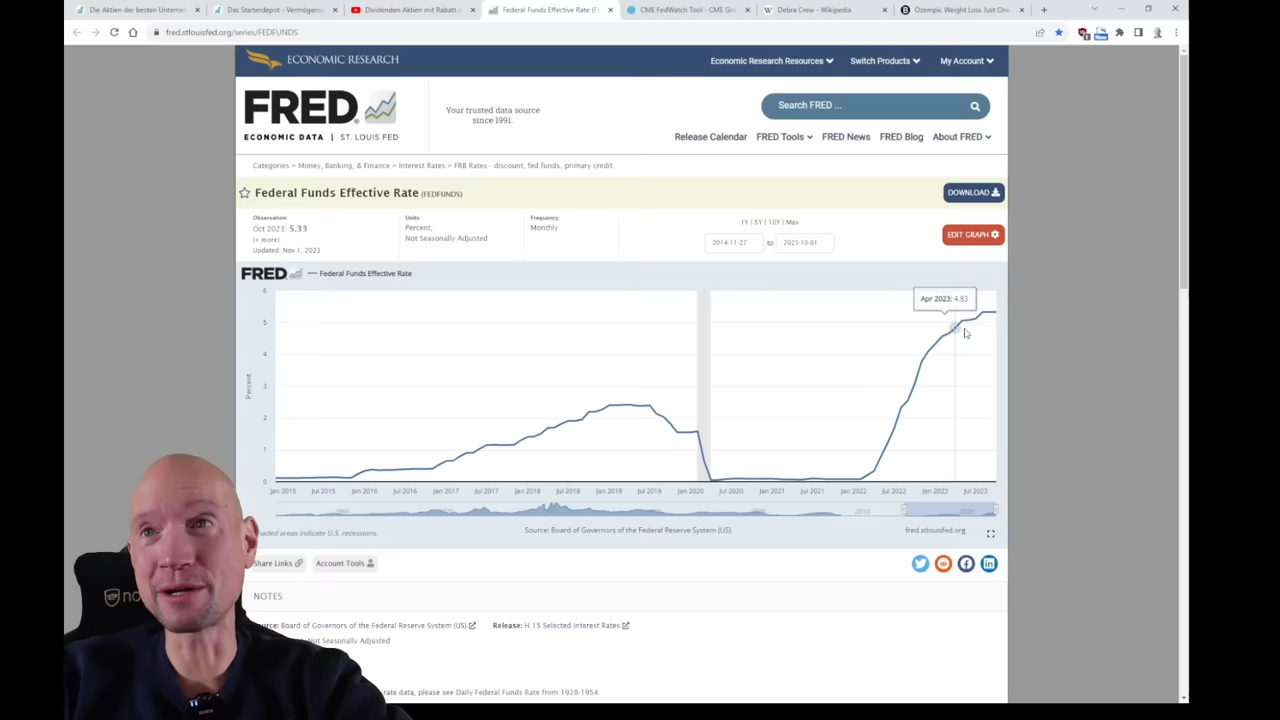 Die Aktien der besten Unterneh
Das Starterdepot - Vermögensau
Dividenden Aktien mit Rabatt
Federal Funds Effective Rate (F
CME FedWatch Tool - CME Gro
Debra Crew - Wikipedia
Ozempic Weight Loss Just One
fred.stlouisfed.org/series/FEDFUNDS
New
ECONOMIC RESEARCH
Economic Research Resources
Switch Products
My Account
FRED
ECONOMIC DATA | ST. LOUIS FED
Your trusted data source
since 1991.
Search FRED ...
Release Calendar
FRED Tools
FRED News
FRED Blog
About FRED
Categories > Money, Banking, & Finance > Interest Rates > FRB Rates - discount, fed funds, primary credit
Federal Funds Effective Rate (FEDFUNDS)
DOWNLOAD
Observation:
Oct 2023: 5.33
(+ more)
Updated: Nov 1, 2023
Units:
Percent,
Not Seasonally Adjusted
Frequency:
Monthly
1Y | 5Y | 10Y | Max
2014-11-27 to 2023-10-01
EDIT GRAPH
FRED
Federal Funds Effective Rate
Apr 2023: 4.83
6
5
4
3
2
1
0
Percent
Jan 2015
Jul 2015
Jan 2016
Jul 2016
Jan 2017
Jul 2017
Jan 2018
Jul 2018
Jan 2019
Jul 2019
Jan 2020
Jul 2020
Jan 2021
Jul 2021
Jan 2022
Jul 2022
Jan 2023
Jul 2023
2010
haded areas indicate U.S. recessions.
Source: Board of Governors of the Federal Reserve System (US)
fred.stlouisfed.org
Share Links
Account Tools
NOTES
urce: Board of Governors of the Federal Reserve System (US)
Release: H.15 Selected Interest Rates
Not Seasonally Adjusted
rate data, please see Daily Federal Funds Rate from 1928-1954.